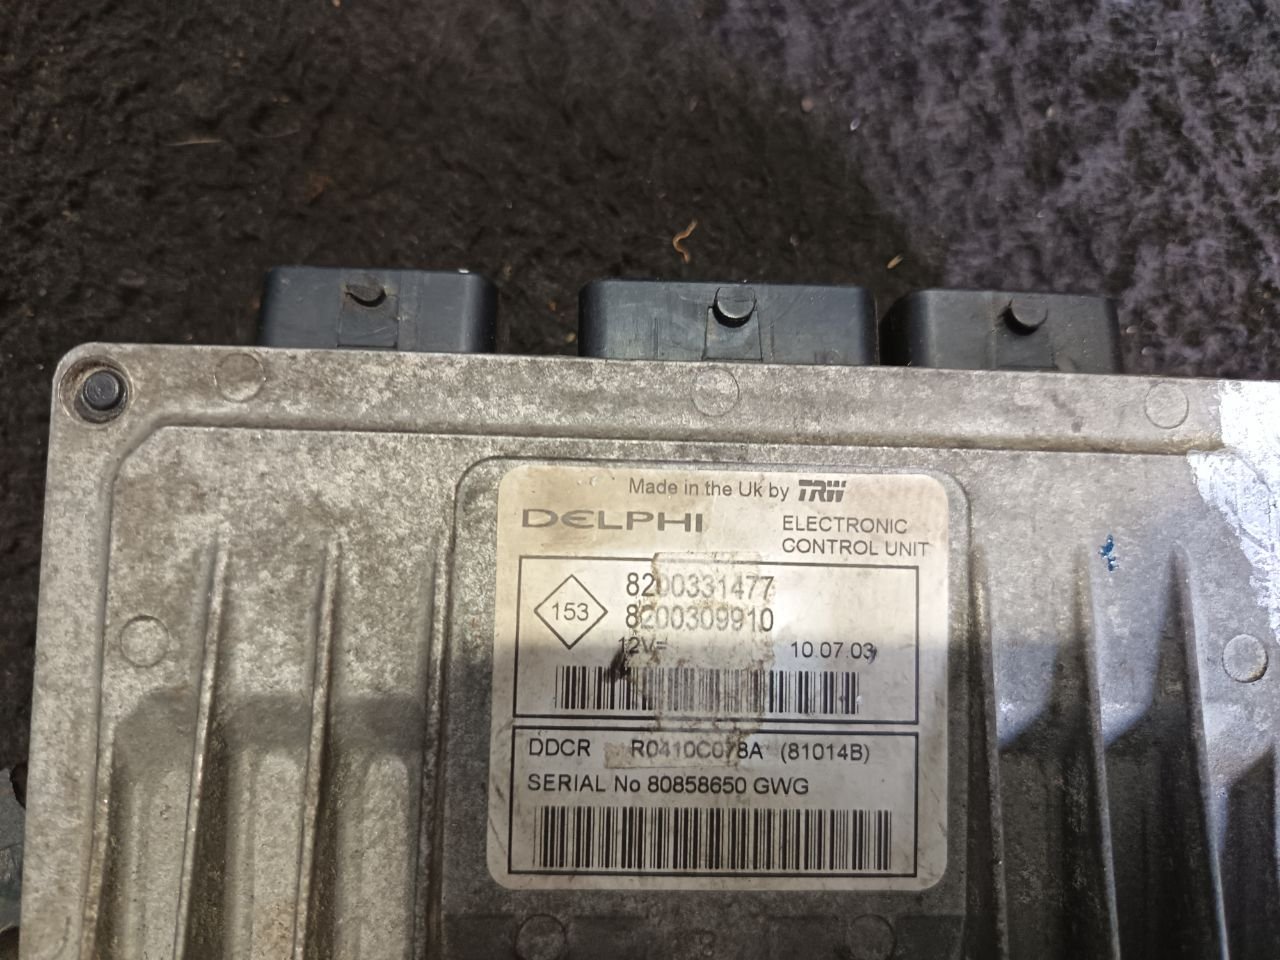 Made in the Uk by TRW
DELPHI
ELECTRONIC
CONTROL UNIT
153
8200331477
8200309910
12V=
10.07.03
DDCR R0410C078A (81014B)
SERIAL No 80858650 GWG